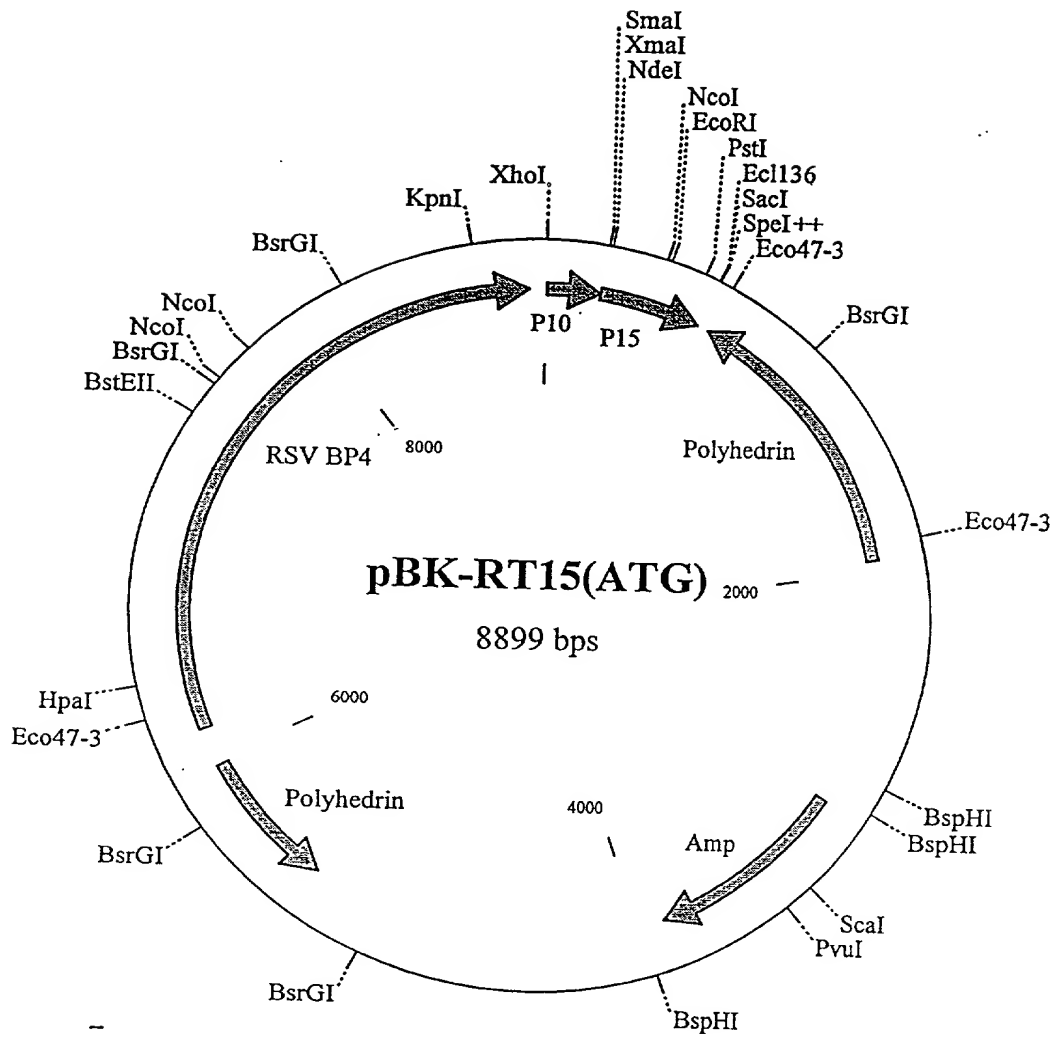 SmaI
XmaI
NdeI
NcoI
EcoRI
PstI
Ecl136
SacI
SpeI++
Eco47-3
XhoI
KpnI
BsrGI
BsrGI
NcoI
NcoI
BsrGI
BstEII
P10
P15
Polyhedrin
RSV BP4
8000
Eco47-3
pBK-RT15(ATG)
2000
8899 bps
HpaI
Eco47-3
6000
Polyhedrin
4000
Amp
BspHI
BspHI
BsrGI
ScaI
PvuI
BsrGI
BspHI